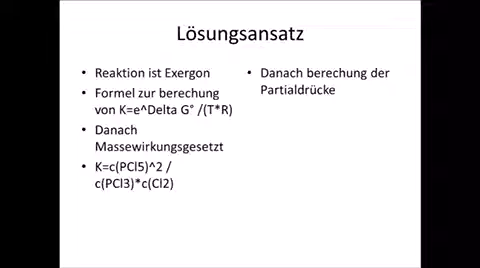 Lösungsansatz
Reaktion ist Exergon
Formel zur berechung
von K=e^Delta G° /(T*R)
Danach
Massewirkungsgesetzt
K=c(PCl5)^2 /
c(PCl3)*c(Cl2)
Danach berechung der
Partialdrücke